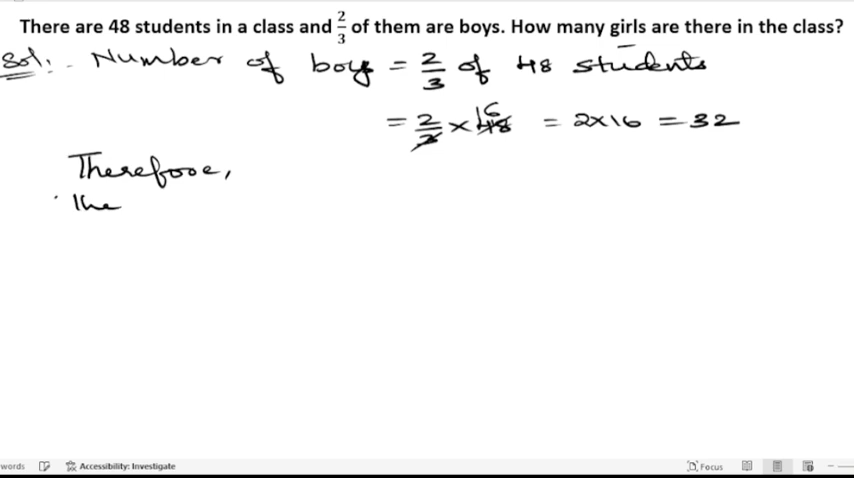 There are 48 students in a class and 2/3 of them are boys. How many girls are there in the class?
Sol: - Number of boys = 2/3 of 48 students
= 2/3 × 48 16 = 2×16 = 32
Therefore,
The
words Accessibility: Investigate Focus